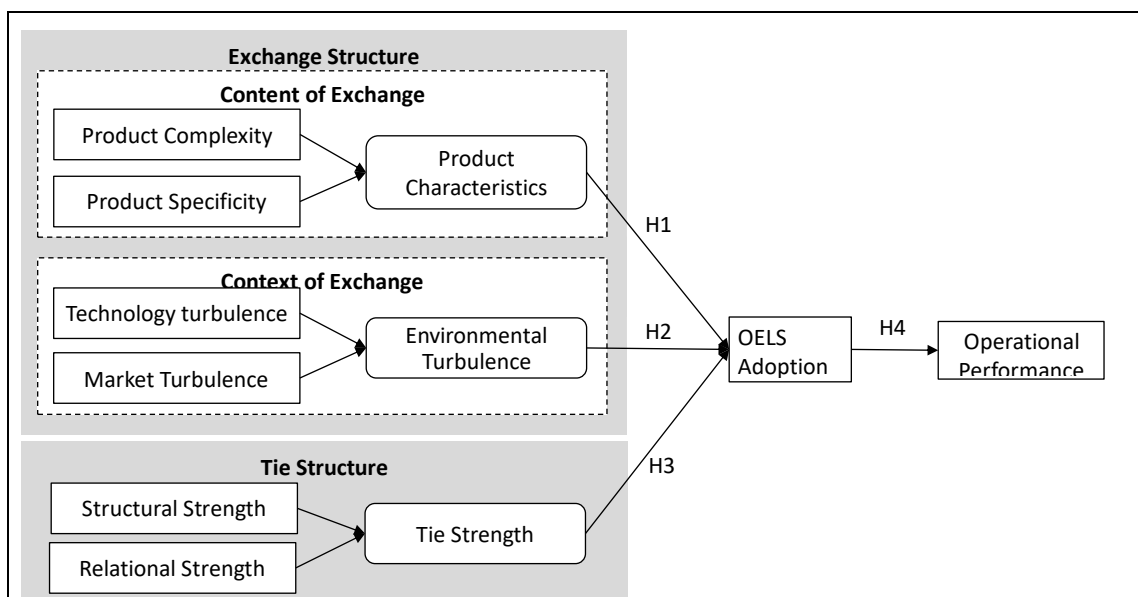 Exchange Structure
Content of Exchange
Product Complexity
Product Specificity
Product
Characteristics
H1
Context of Exchange
Technology turbulence
Market Turbulence
Environmental
Turbulence
H2
OELS
Adoption
H4
Operational
Performance
H3
Tie Structure
Structural Strength
Relational Strength
Tie Strength